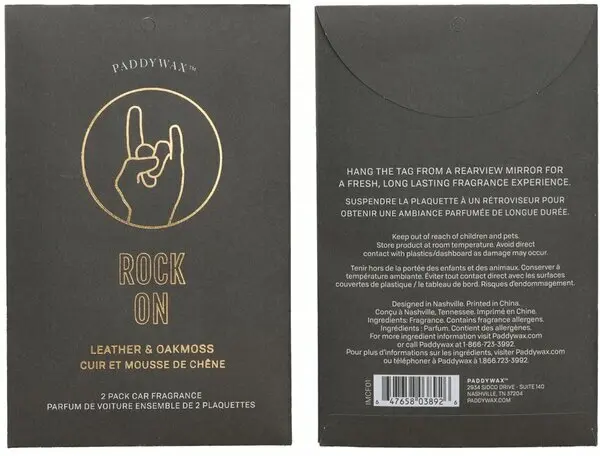 PADDYWAX™
ROCK
ON
LEATHER & OAKMOSS
CUIR ET MOUSSE DE CHÊNE
2 PACK CAR FRAGRANCE
PARFUM DE VOITURE ENSEMBLE DE 2 PLAQUETTES
HANG THE TAG FROM A REARVIEW MIRROR FOR
A FRESH, LONG LASTING FRAGRANCE EXPERIENCE.
SUSPENDRE LA PLAQUETTE À UN RÉTROVISEUR POUR
OBTENIR UNE AMBIANCE PARFUMÉE DE LONGUE DURÉE.
Keep out of reach of children and pets.
Store product at room temperature. Avoid direct
contact with plastics/dashboard as damage may occur.
Tenir hors de la portée des enfants et des animaux. Conserver à
température ambiante. Éviter tout contact direct avec les surfaces
couvertes de plastique / le tableau de bord. Risques d'endommagement.
Designed in Nashville. Printed in China.
Conçu à Nashville, Tennessee. Imprimé en Chine.
Ingredients: Fragrance. Contains fragrance allergens.
Ingrédients : Parfum. Contient des allergènes.
For more ingredient information visit Paddywax.com
or call Paddywax at 1-866-723-3992.
Pour plus d'informations sur les ingrédients, visiter Paddywax.com
ou téléphoner à Paddywax at 1.866.723-3992.
IMCF01
6 47658 03892 6
PADDYWAX™
2934 SIDCO DRIVE · SUITE 140
NASHVILLE, TN 37204
PADDYWAX.COM